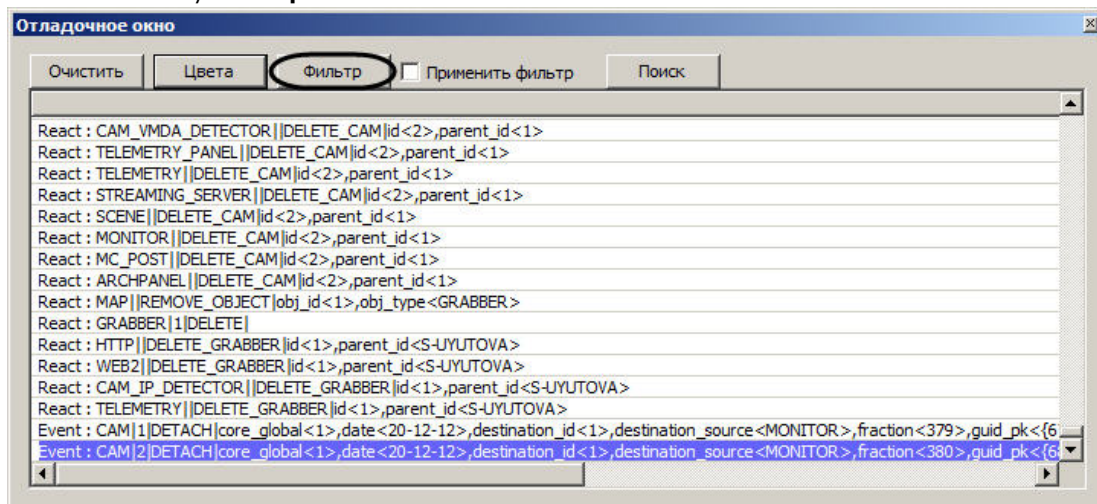 Отладочное окно
Очистить Цвета Фильтр Применить фильтр Поиск
React : CAM_VMDA_DETECTOR||DELETE_CAM|id<2>,parent_id<1>
React : TELEMETRY_PANEL||DELETE_CAM|id<2>,parent_id<1>
React : TELEMETRY||DELETE_CAM|id<2>,parent_id<1>
React : STREAMING_SERVER||DELETE_CAM|id<2>,parent_id<1>
React : SCENE||DELETE_CAM|id<2>,parent_id<1>
React : MONITOR||DELETE_CAM|id<2>,parent_id<1>
React : MC_POST||DELETE_CAM|id<2>,parent_id<1>
React : ARCHPANEL||DELETE_CAM|id<2>,parent_id<1>
React : MAP||REMOVE_OBJECT|obj_id<1>,obj_type<GRABBER>
React : GRABBER|1|DELETE|
React : HTTP||DELETE_GRABBER|id<1>,parent_id<S-UYUTOVA>
React : WEB2||DELETE_GRABBER|id<1>,parent_id<S-UYUTOVA>
React : CAM_IP_DETECTOR||DELETE_GRABBER|id<1>,parent_id<S-UYUTOVA>
React : TELEMETRY||DELETE_GRABBER|id<1>,parent_id<S-UYUTOVA>
Event : CAM|1|DETACH|core_global<1>,date<20-12-12>,destination_id<1>,destination_source<MONITOR>,fraction<379>,guid_pk<{6
Event : CAM|2|DETACH|core_global<1>,date<20-12-12>,destination_id<1>,destination_source<MONITOR>,fraction<380>,guid_pk<{6